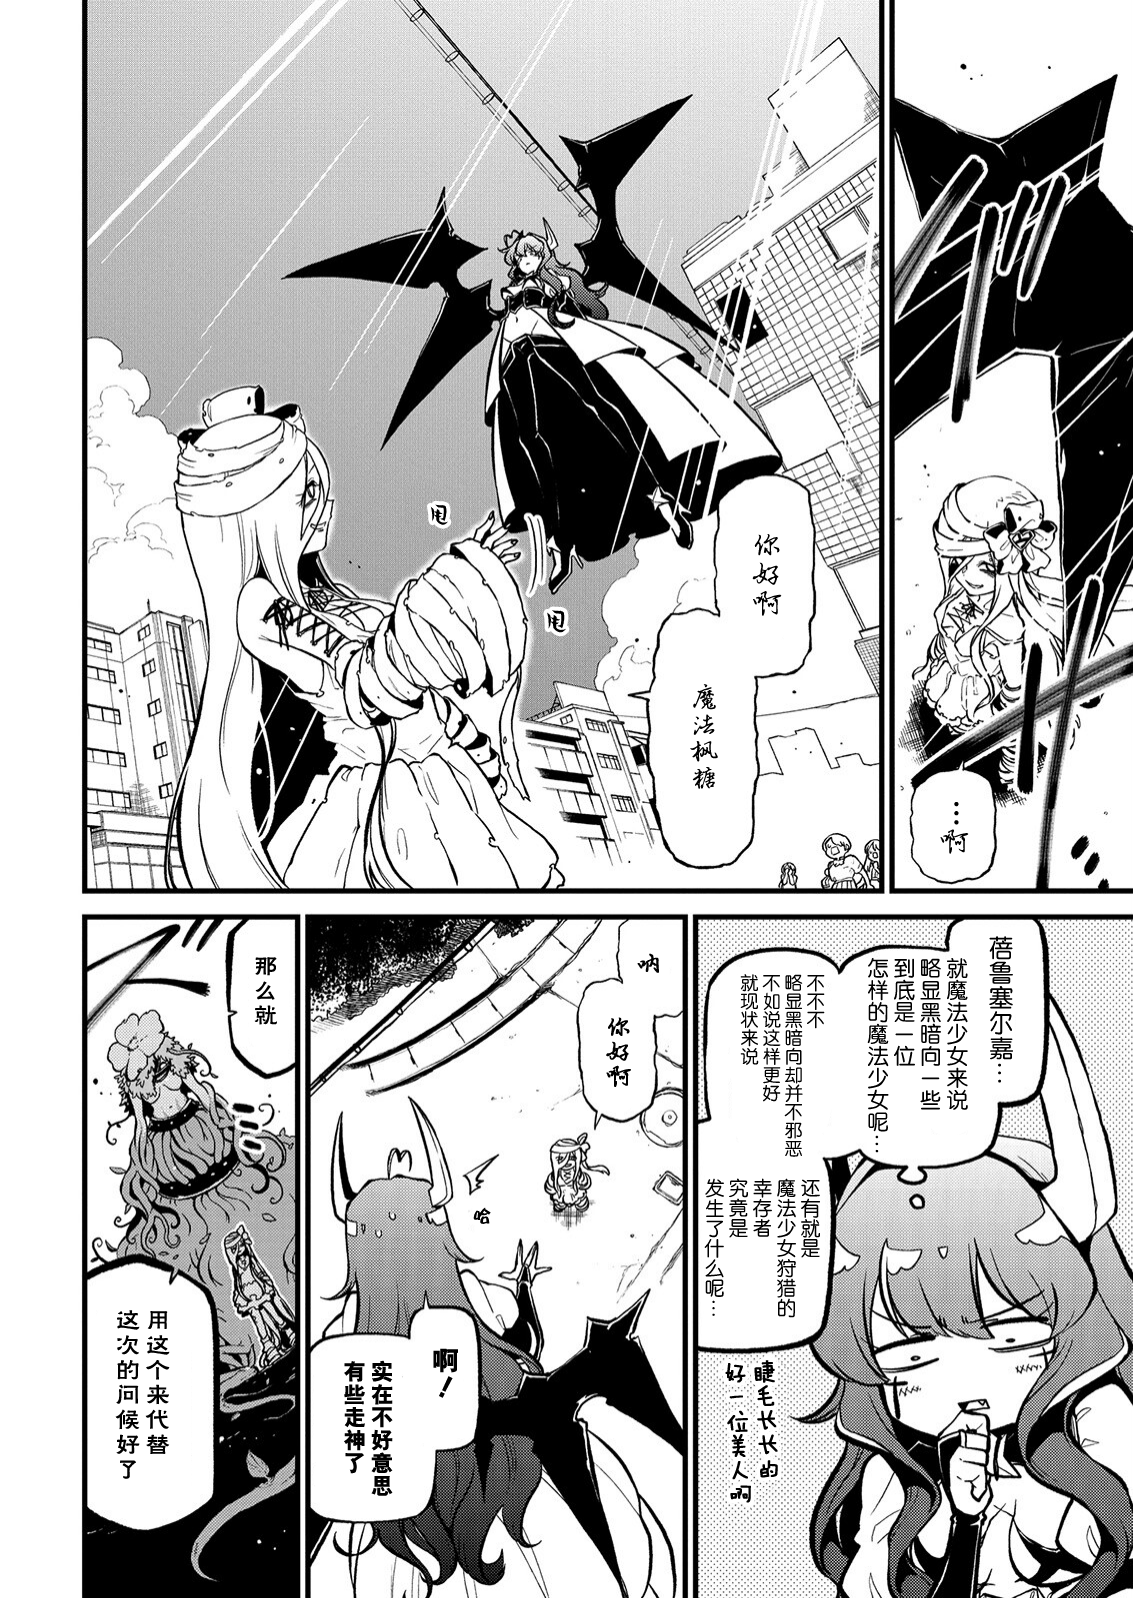 …啊
你好啊
魔法枫糖
甩
甩
蓓鲁塞尔嘉…
就魔法少女来说
略显黑暗向一些
到底是一位
怎样的魔法少女呢…
不不不
略显黑暗向却并不邪恶
不如说这样更好
就现状来说
还有就是
魔法少女狩猎的
幸存者
究竟是
发生了什么呢…
睫毛长长的
好一位美人啊
呐
你好啊
哈
啊！
实在不好意思
有些走神了
那么就
用这个来代替
这次的问候好了